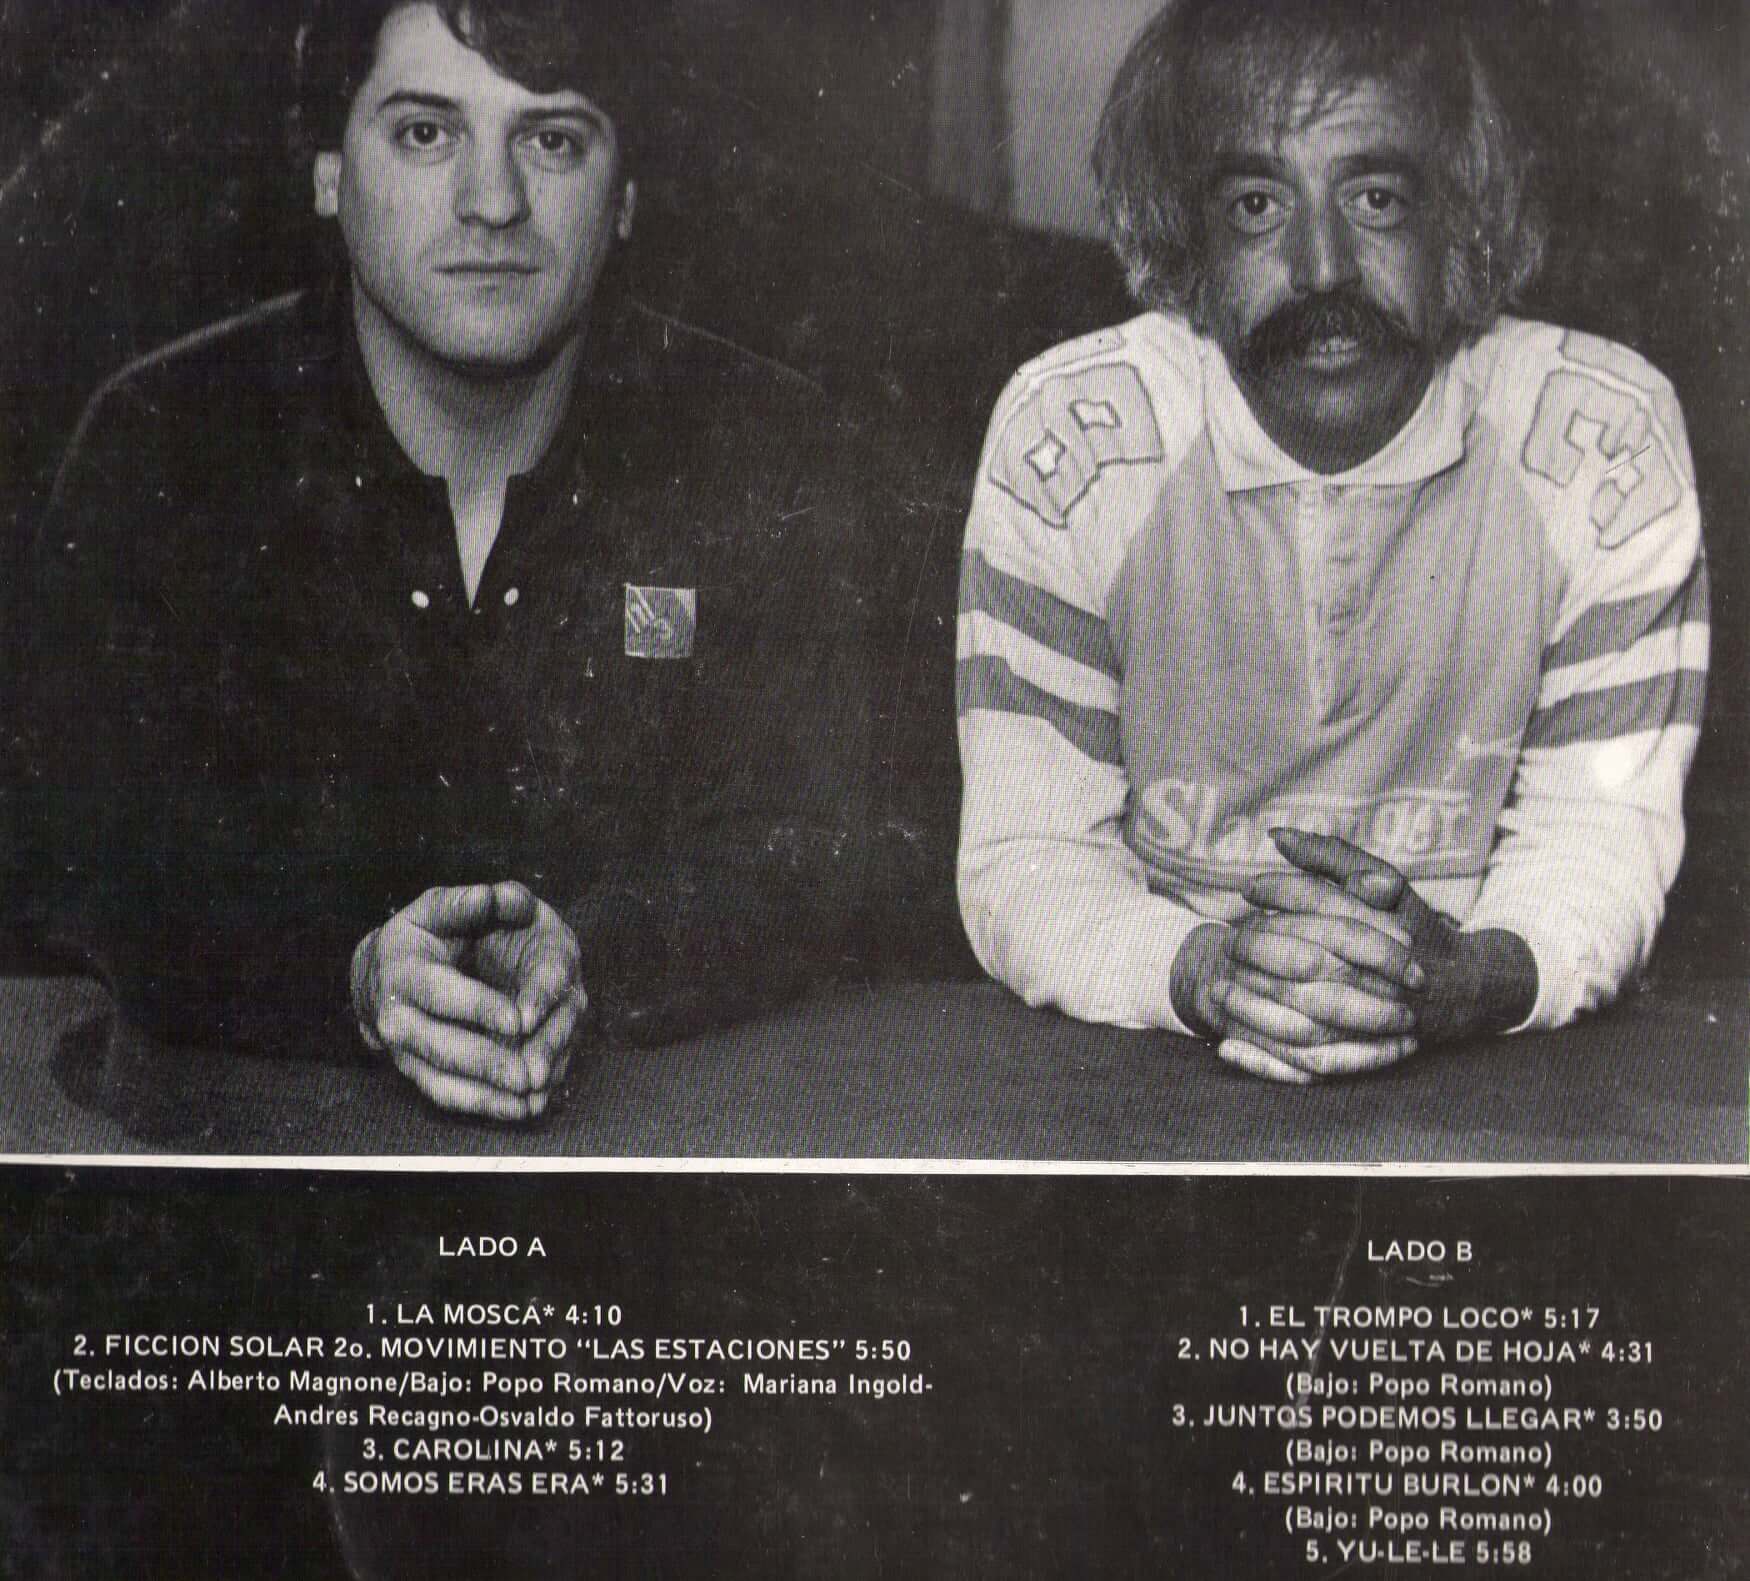 LADO A
1. LA MOSCA* 4:10
2. FICCION SOLAR 2o. MOVIMIENTO “LAS ESTACIONES” 5:50
(Teclados: Alberto Magnone/Bajo: Popo Romano/Voz: Mariana Ingold-
Andres Recagno-Osvaldo Fattoruso)
3. CAROLINA* 5:12
4. SOMOS ERAS ERA* 5:31
LADO B
1. EL TROMPO LOCO* 5:17
2. NO HAY VUELTA DE HOJA* 4:31
(Bajo: Popo Romano)
3. JUNTOS PODEMOS LLEGAR* 3:50
(Bajo: Popo Romano)
4. ESPIRITU BURLON* 4:00
(Bajo: Popo Romano)
5. YU-LE-LE 5:58